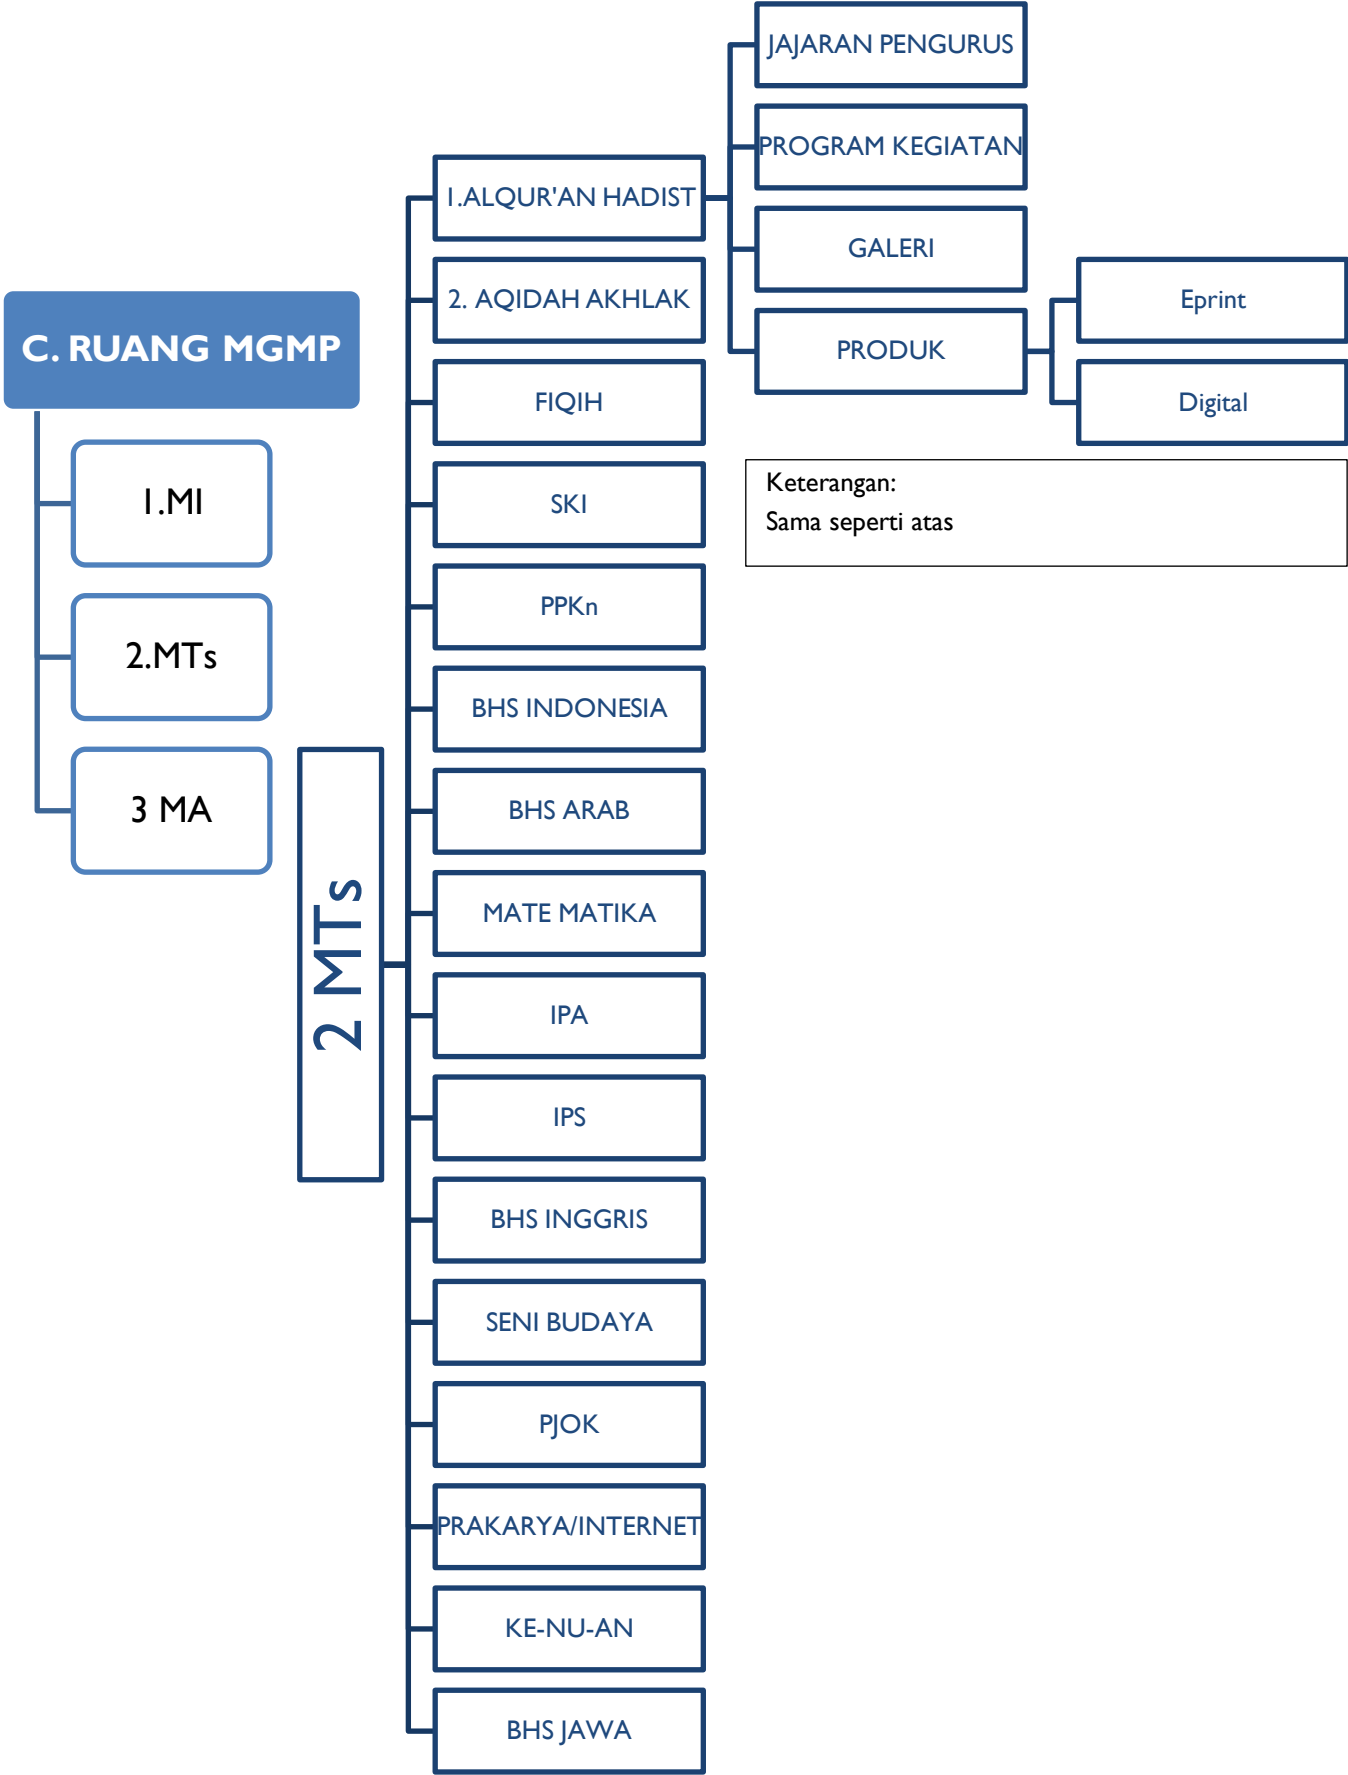 C. RUANG MGMP
1.MI
2.MTs
3 MA
2 MTs
1.ALQUR'AN HADIST
2. AQIDAH AKHLAK
FIQIH
SKI
PPKn
BHS INDONESIA
BHS ARAB
MATE MATIKA
IPA
IPS
BHS INGGRIS
SENI BUDAYA
PJOK
PRAKARYA/INTERNET
KE-NU-AN
BHS JAWA
JAJARAN PENGURUS
PROGRAM KEGIATAN
GALERI
PRODUK
Eprint
Digital
Keterangan:
Sama seperti atas